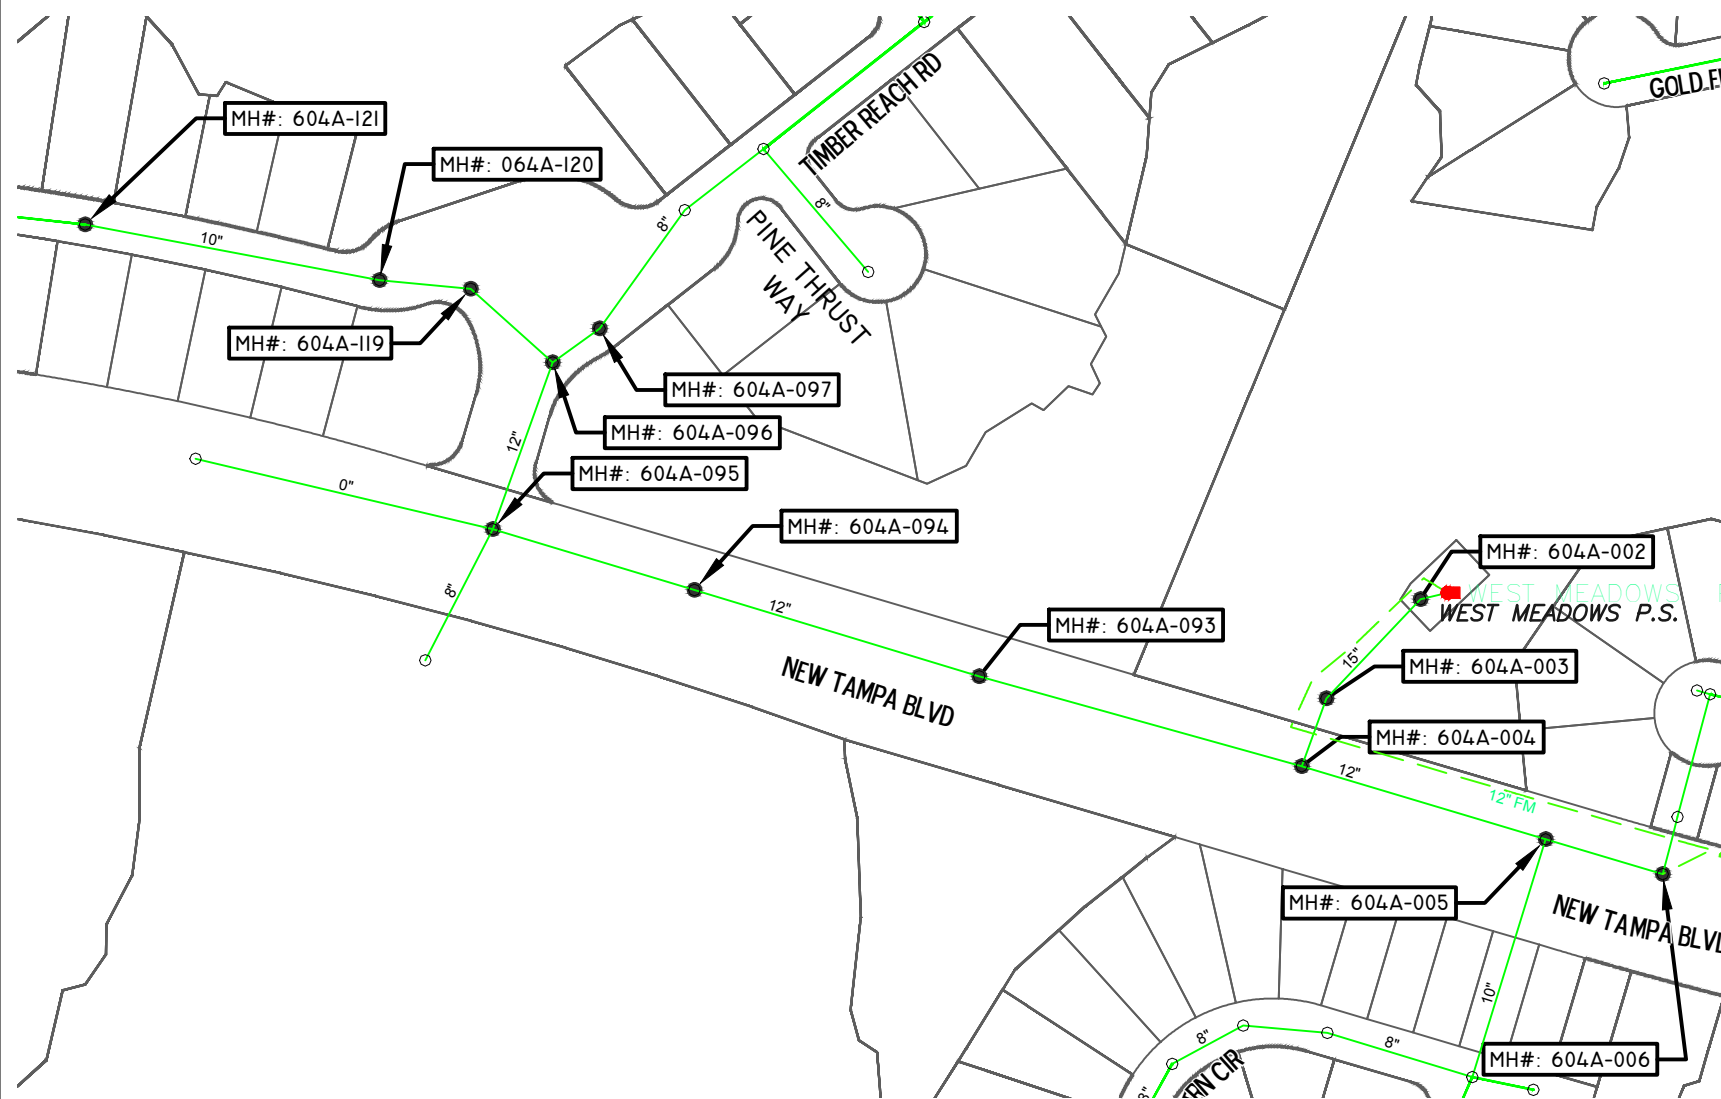 TIMBER REACH RD
GOLD
MH#: 604A-121
MH#: 064A-120
8"
8"
10"
PINE THRUST
WAY
MH#: 604A-119
MH#: 604A-097
MH#: 604A-096
12"
MH#: 604A-095
0"
MH#: 604A-094
8"
12"
MH#: 604A-002
WEST MEADOWS
WEST MEADOWS P.S.
MH#: 604A-093
15"
MH#: 604A-003
NEW TAMPA BLVD
MH#: 604A-004
12"
12" FM
MH#: 604A-005
NEW TAMPA BLVD
10"
8"
8"
MH#: 604A-006
8"
RN CIR